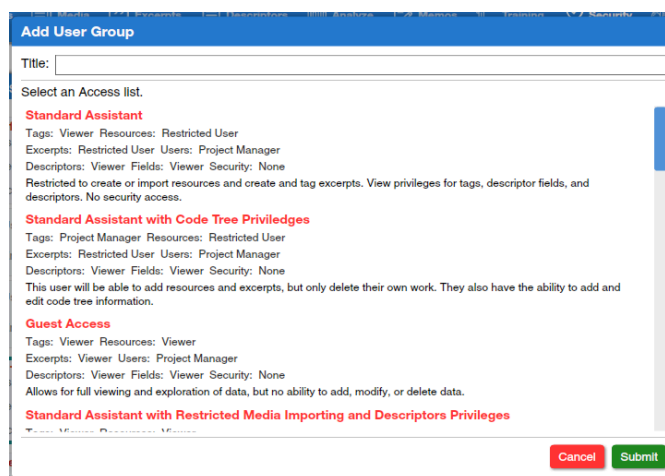 Media Excerpts Descriptors Analyze Memos Training Security
Add User Group
Title:
Select an Access list.
Standard Assistant
Tags: Viewer Resources: Restricted User
Excerpts: Restricted User Users: Project Manager
Descriptors: Viewer Fields: Viewer Security: None
Restricted to create or import resources and create and tag excerpts. View privileges for tags, descriptor fields, and
descriptors. No security access.
Standard Assistant with Code Tree Priviledges
Tags: Project Manager Resources: Restricted User
Excerpts: Restricted User Users: Project Manager
Descriptors: Viewer Fields: Viewer Security: None
This user will be able to add resources and excerpts, but only delete their own work. They also have the ability to add and
edit code tree information.
Guest Access
Tags: Viewer Resources: Viewer
Excerpts: Viewer Users: Project Manager
Descriptors: Viewer Fields: Viewer Security: None
Allows for full viewing and exploration of data, but no ability to add, modify, or delete data.
Standard Assistant with Restricted Media Importing and Descriptors Privileges
Tags: Viewer Resources: Viewer
Cancel Submit